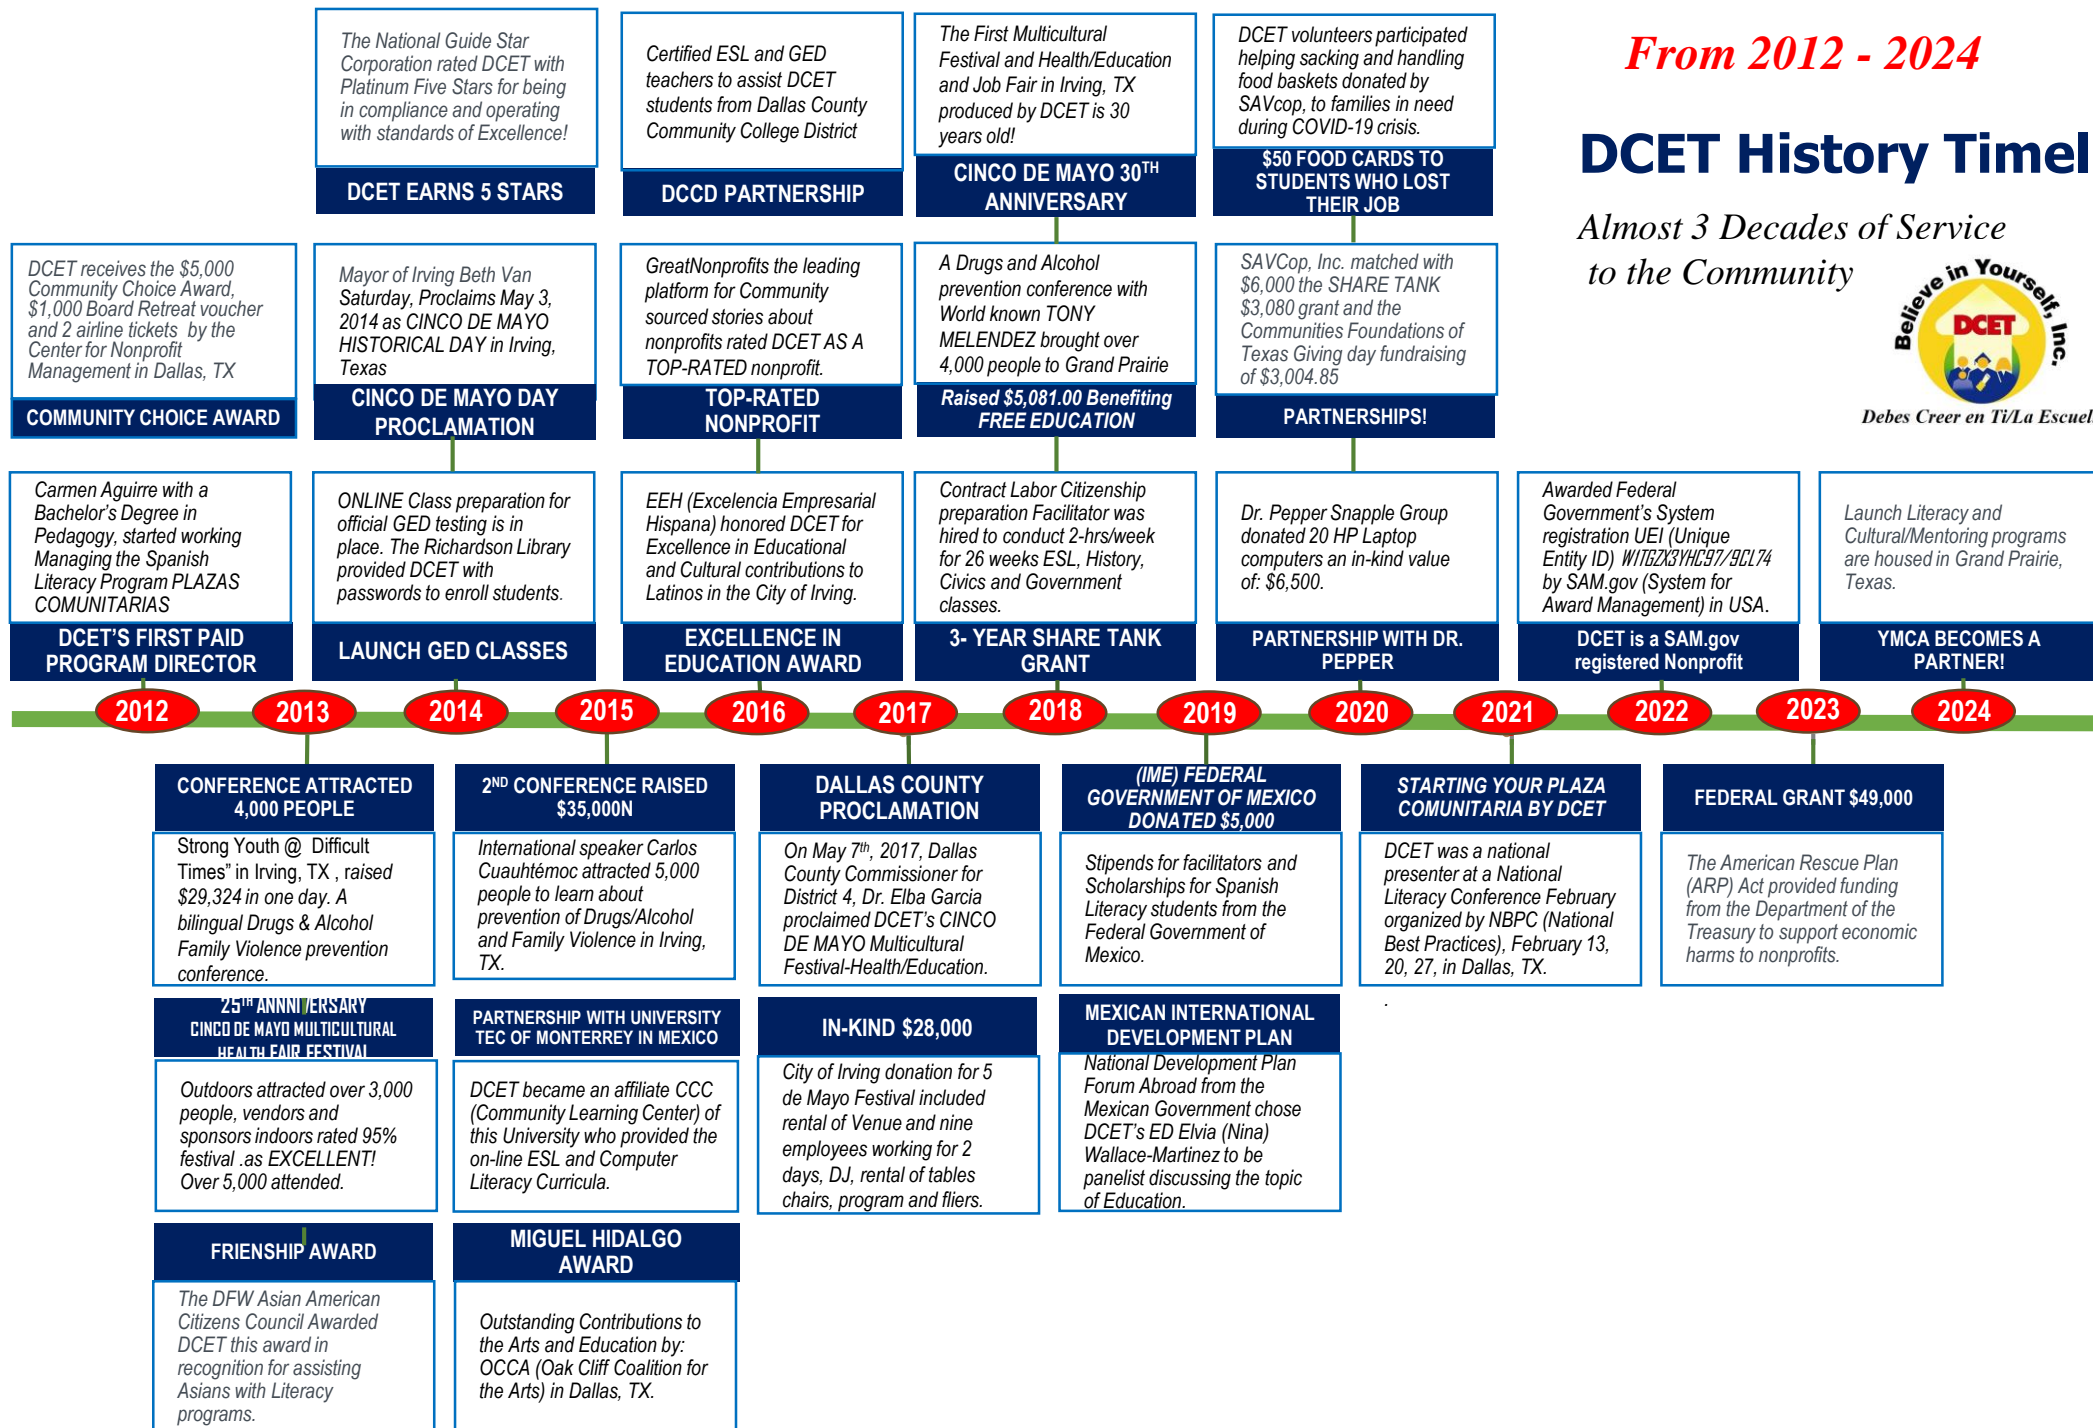 From 2012 - 2024
DCET History Timel
Almost 3 Decades of Service
to the Community
Believe in Yourself, Inc.
DCET
Debes Creer en Ti/La Escuel
The National Guide Star
Corporation rated DCET with
Platinum Five Stars for being
in compliance and operating
with standards of Excellence!
DCET EARNS 5 STARS
Certified ESL and GED
teachers to assist DCET
students from Dallas County
Community College District
DCCD PARTNERSHIP
The First Multicultural
Festival and Health/Education
and Job Fair in Irving, TX
produced by DCET is 30
years old!
CINCO DE MAYO 30TH
ANNIVERSARY
DCET volunteers participated
helping sacking and handling
food baskets donated by
SAVcop, to families in need
during COVID-19 crisis.
$50 FOOD CARDS TO
STUDENTS WHO LOST
THEIR JOB
DCET receives the $5,000
Community Choice Award,
$1,000 Board Retreat voucher
and 2 airline tickets by the
Center for Nonprofit
Management in Dallas, TX
COMMUNITY CHOICE AWARD
Mayor of Irving Beth Van
Saturday, Proclaims May 3,
2014 as CINCO DE MAYO
HISTORICAL DAY in Irving,
Texas
CINCO DE MAYO DAY
PROCLAMATION
GreatNonprofits the leading
platform for Community
sourced stories about
nonprofits rated DCET AS A
TOP-RATED nonprofit.
TOP-RATED
NONPROFIT
A Drugs and Alcohol
prevention conference with
World known TONY
MELENDEZ brought over
4,000 people to Grand Prairie
Raised $5,081.00 Benefiting
FREE EDUCATION
SAVCop, Inc. matched with
$6,000 the SHARE TANK
$3,080 grant and the
Communities Foundations of
Texas Giving day fundraising
of $3,004.85
PARTNERSHIPS!
Carmen Aguirre with a
Bachelor's Degree in
Pedagogy, started working
Managing the Spanish
Literacy Program PLAZAS
COMUNITARIAS
DCET'S FIRST PAID
PROGRAM DIRECTOR
ONLINE Class preparation for
official GED testing is in
place. The Richardson Library
provided DCET with
passwords to enroll students.
LAUNCH GED CLASSES
EEH (Excelencia Empresarial
Hispana) honored DCET for
Excellence in Educational
and Cultural contributions to
Latinos in the City of Irving.
EXCELLENCE IN
EDUCATION AWARD
Contract Labor Citizenship
preparation Facilitator was
hired to conduct 2-hrs/week
for 26 weeks ESL, History,
Civics and Government
classes.
3- YEAR SHARE TANK
GRANT
Dr. Pepper Snapple Group
donated 20 HP Laptop
computers an in-kind value
of: $6,500.
PARTNERSHIP WITH DR.
PEPPER
Awarded Federal
Government's System
registration UEI (Unique
Entity ID) W1TGZX3YHC97/9CL74
by SAM.gov (System for
Award Management) in USA.
DCET is a SAM.gov
registered Nonprofit
Launch Literacy and
Cultural/Mentoring programs
are housed in Grand Prairie,
Texas.
YMCA BECOMES A
PARTNER!
2012 2013 2014 2015 2016 2017 2018 2019 2020 2021 2022 2023 2024
CONFERENCE ATTRACTED
4,000 PEOPLE
Strong Youth @ Difficult
Times" in Irving, TX , raised
$29,324 in one day. A
bilingual Drugs & Alcohol
Family Violence prevention
conference.
2ND CONFERENCE RAISED
$35,000N
International speaker Carlos
Cuauhtémoc attracted 5,000
people to learn about
prevention of Drugs/Alcohol
and Family Violence in Irving,
TX.
DALLAS COUNTY
PROCLAMATION
On May 7th, 2017, Dallas
County Commissioner for
District 4, Dr. Elba Garcia
proclaimed DCET's CINCO
DE MAYO Multicultural
Festival-Health/Education.
(IME) FEDERAL
GOVERNMENT OF MEXICO
DONATED $5,000
Stipends for facilitators and
Scholarships for Spanish
Literacy students from the
Federal Government of
Mexico.
STARTING YOUR PLAZA
COMUNITARIA BY DCET
DCET was a national
presenter at a National
Literacy Conference February
organized by NBPC (National
Best Practices), February 13,
20, 27, in Dallas, TX.
.
FEDERAL GRANT $49,000
The American Rescue Plan
(ARP) Act provided funding
from the Department of the
Treasury to support economic
harms to nonprofits.
25TH ANNNIVERSARY
CINCO DE MAYO MULTICULTURAL
HEALTH FAIR FESTIVAL
Outdoors attracted over 3,000
people, vendors and
sponsors indoors rated 95%
festival .as EXCELLENT!
Over 5,000 attended.
PARTNERSHIP WITH UNIVERSITY
TEC OF MONTERREY IN MEXICO
DCET became an affiliate CCC
(Community Learning Center) of
this University who provided the
on-line ESL and Computer
Literacy Curricula.
IN-KIND $28,000
City of Irving donation for 5
de Mayo Festival included
rental of Venue and nine
employees working for 2
days, DJ, rental of tables
chairs, program and fliers.
MEXICAN INTERNATIONAL
DEVELOPMENT PLAN
National Development Plan
Forum Abroad from the
Mexican Government chose
DCET's ED Elvia (Nina)
Wallace-Martinez to be
panelist discussing the topic
of Education.
FRIENSHIP AWARD
The DFW Asian American
Citizens Council Awarded
DCET this award in
recognition for assisting
Asians with Literacy
programs.
MIGUEL HIDALGO
AWARD
Outstanding Contributions to
the Arts and Education by:
OCCA (Oak Cliff Coalition for
the Arts) in Dallas, TX.